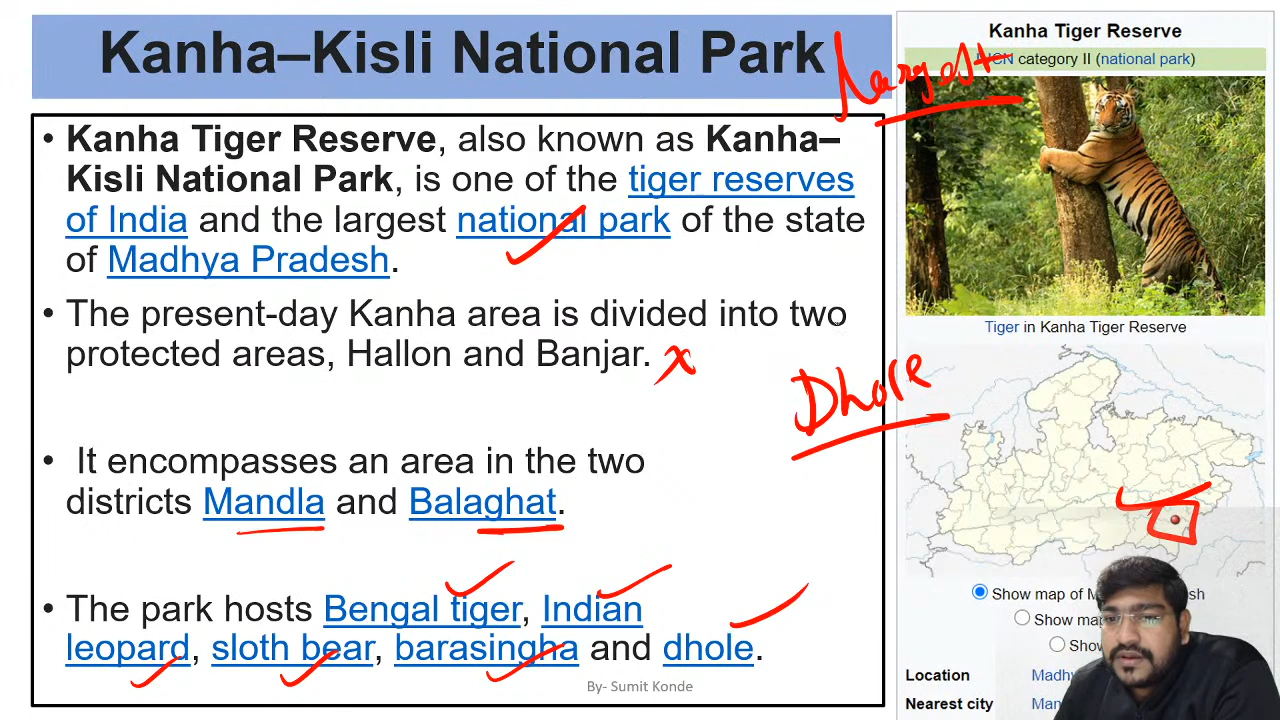 Kanha–Kisli National Park
Largest
• Kanha Tiger Reserve, also known as Kanha–
Kisli National Park, is one of the tiger reserves
of India and the largest national park of the state
of Madhya Pradesh.
• The present-day Kanha area is divided into two
protected areas, Hallon and Banjar. x
Dhole
• It encompasses an area in the two
districts Mandla and Balaghat.
• The park hosts Bengal tiger, Indian
leopard, sloth bear, barasingha and dhole.
By- Sumit Konde
Kanha Tiger Reserve
category II (national park)
Tiger in Kanha Tiger Reserve
Show map of
Show map
Location
Nearest city